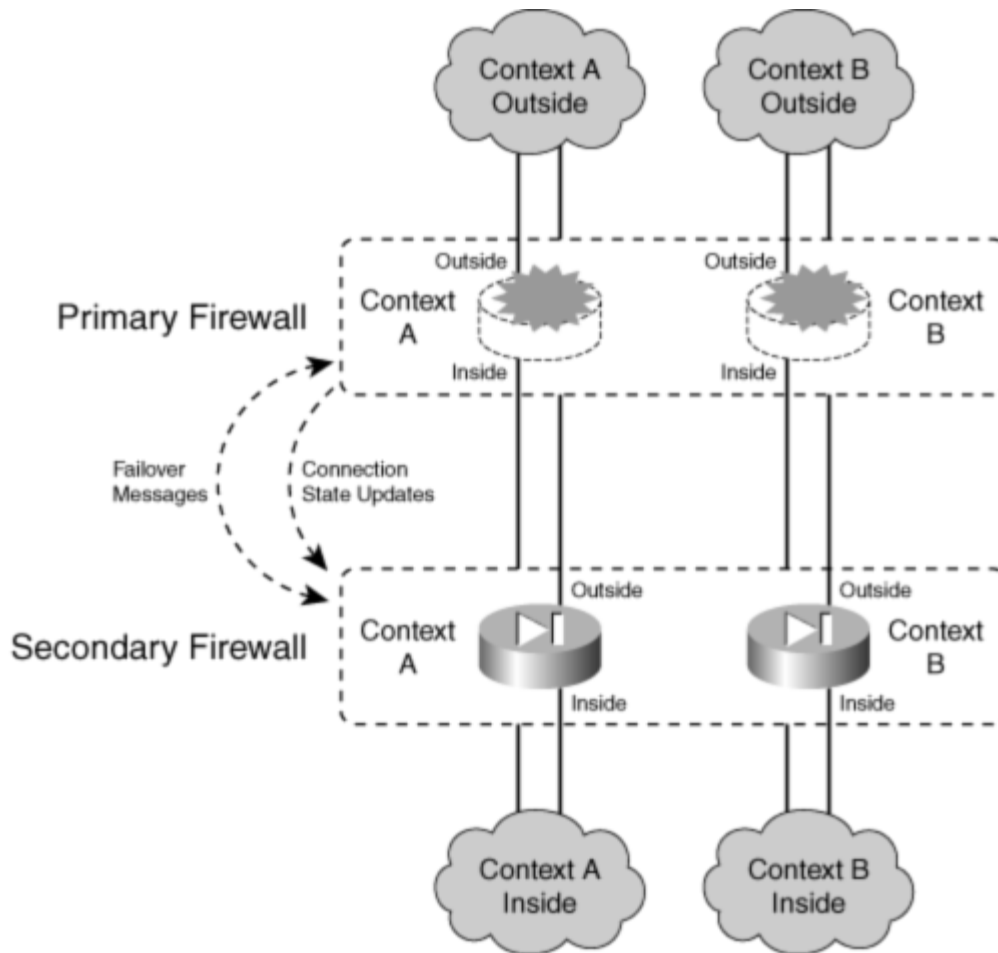 Context A
Outside
Context B
Outside
Outside
Outside
Primary Firewall
Context
A
Context
B
Inside
Inside
Failover
Messages
Connection
State Updates
Outside
Outside
Secondary Firewall
Context
A
Context
B
Inside
Inside
Context A
Inside
Context B
Inside